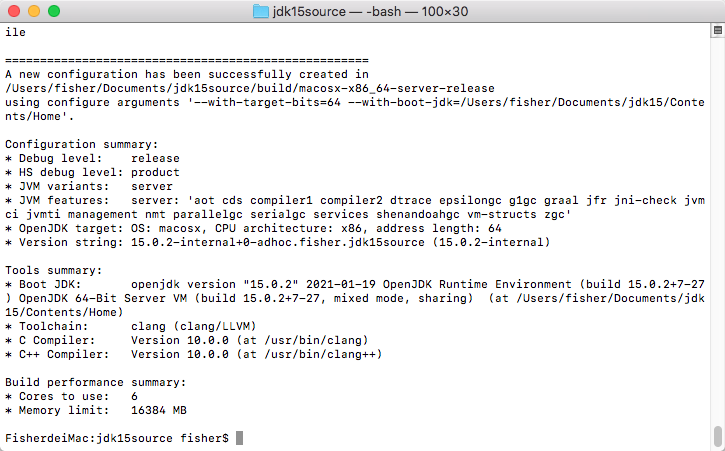 jdk15source — -bash — 100×30
ile
===================================================
A new configuration has been successfully created in
/Users/fisher/Documents/jdk15source/build/macosx-x86_64-server-release
using configure arguments '--with-target-bits=64 --with-boot-jdk=/Users/fisher/Documents/jdk15/Conte
nts/Home'.
Configuration summary:
* Debug level:    release
* HS debug level: product
* JVM variants:   server
* JVM features:   server: 'aot cds compiler1 compiler2 dtrace epsilongc g1gc graal jfr jni-check jvm
ci jvmti management nmt parallelgc serialgc services shenandoahgc vm-structs zgc'
* OpenJDK target: OS: macosx, CPU architecture: x86, address length: 64
* Version string: 15.0.2-internal+0-adhoc.fisher.jdk15source (15.0.2-internal)
Tools summary:
* Boot JDK:       openjdk version "15.0.2" 2021-01-19 OpenJDK Runtime Environment (build 15.0.2+7-27
) OpenJDK 64-Bit Server VM (build 15.0.2+7-27, mixed mode, sharing)  (at /Users/fisher/Documents/jdk
15/Contents/Home)
* Toolchain:      clang (clang/LLVM)
* C Compiler:     Version 10.0.0 (at /usr/bin/clang)
* C++ Compiler:   Version 10.0.0 (at /usr/bin/clang++)
Build performance summary:
* Cores to use:   6
* Memory limit:   16384 MB
FisherdeiMac:jdk15source fisher$